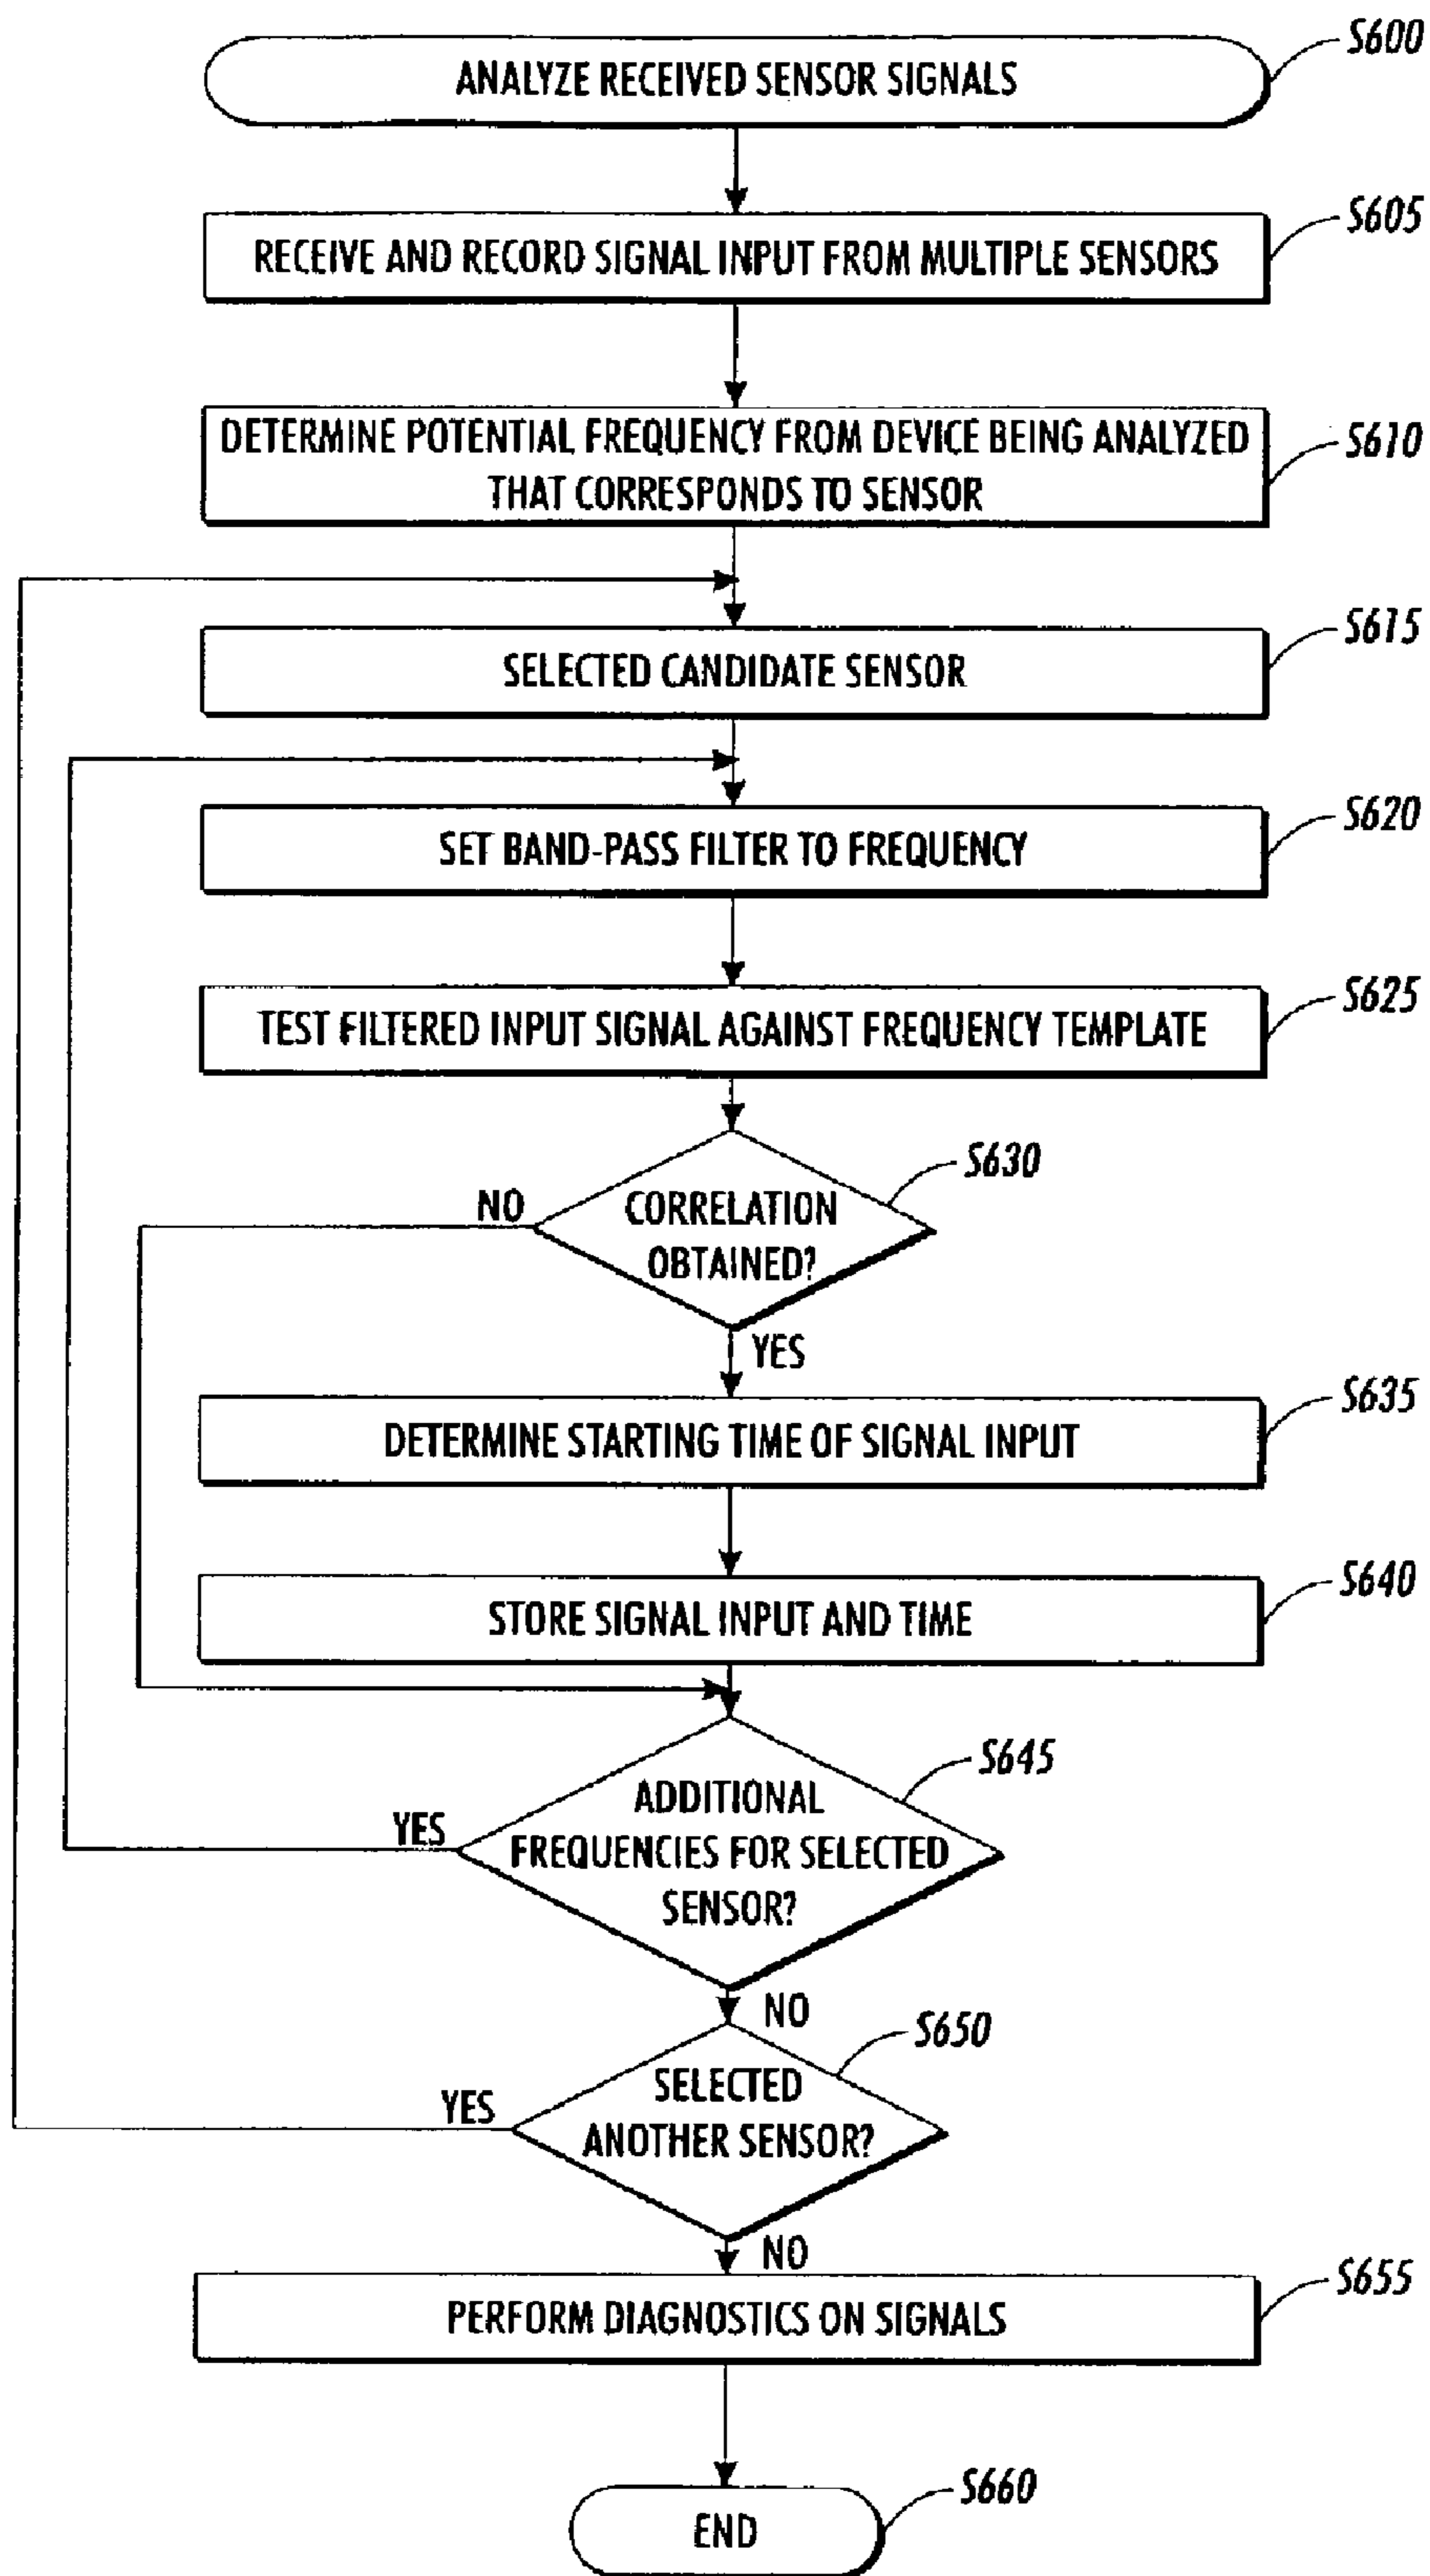 ANALYZE RECEIVED SENSOR SIGNALS
S600
RECEIVE AND RECORD SIGNAL INPUT FROM MULTIPLE SENSORS
S605
DETERMINE POTENTIAL FREQUENCY FROM DEVICE BEING ANALYZED
THAT CORRESPONDS TO SENSOR
S610
SELECTED CANDIDATE SENSOR
S615
SET BAND-PASS FILTER TO FREQUENCY
S620
TEST FILTERED INPUT SIGNAL AGAINST FREQUENCY TEMPLATE
S625
CORRELATION
OBTAINED?
S630
NO
YES
DETERMINE STARTING TIME OF SIGNAL INPUT
S635
STORE SIGNAL INPUT AND TIME
S640
ADDITIONAL
FREQUENCIES FOR SELECTED
SENSOR?
S645
YES
NO
SELECTED
ANOTHER SENSOR?
S650
YES
NO
PERFORM DIAGNOSTICS ON SIGNALS
S655
END
S660